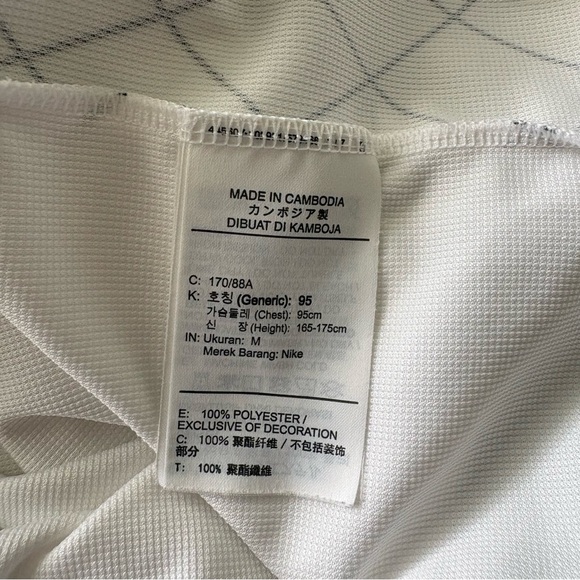 MADE IN CAMBODIA
カンボジア製
DIBUAT DI KAMBOJA
C: 170/88A
K: 호칭 (Generic): 95
가슴둘레 (Chest): 95cm
신 장 (Height): 165-175cm
IN: Ukuran: M
Merek Barang: Nike
E: 100% POLYESTER /
EXCLUSIVE OF DECORATION
C: 100% 聚酯纤维 / 不包括装饰
部分
T: 100% 聚酯纖維